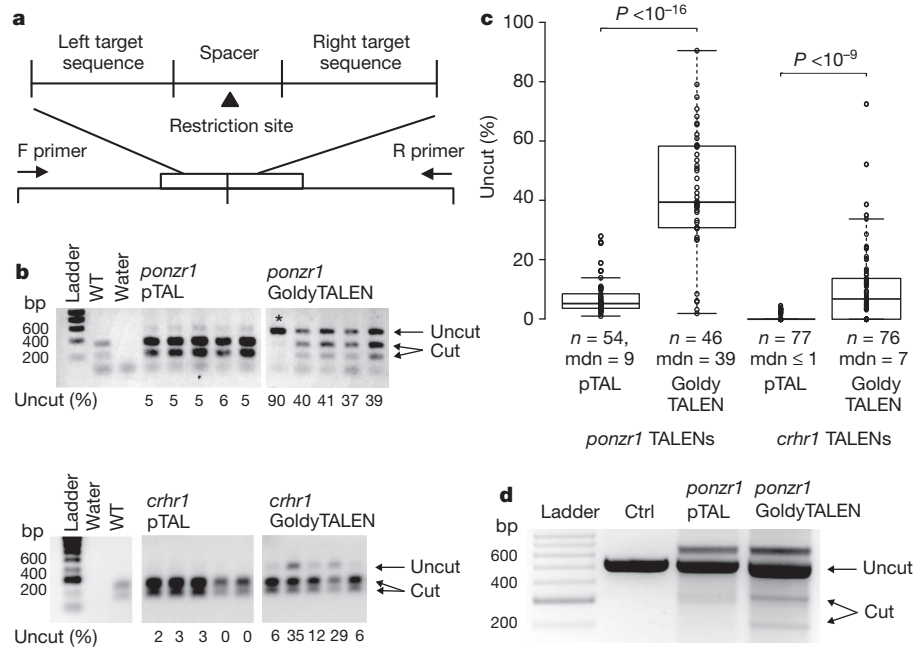 a
Left target
sequence
Spacer
Right target
sequence
Restriction site
F primer
R primer
b
bp
Ladder
WT
Water
ponzr1
pTAL
ponzr1
GoldyTALEN
600
400
200
*
Uncut
Cut
Uncut (%)
5 5 5 6 5
90 40 41 37 39
bp
Ladder
Water
WT
crhr1
pTAL
crhr1
GoldyTALEN
600
400
200
Uncut
Cut
Uncut (%)
2 3 3 0 0
6 35 12 29 6
c
Uncut (%)
100
80
60
40
20
0
P <10–16
P <10–9
n = 54,
mdn = 9
pTAL
n = 46
mdn = 39
Goldy
TALEN
n = 77
mdn ≤ 1
pTAL
n = 76
mdn = 7
Goldy
TALEN
ponzr1 TALENs
crhr1 TALENs
d
bp
Ladder
Ctrl
ponzr1
pTAL
ponzr1
GoldyTALEN
600
400
200
Uncut
Cut